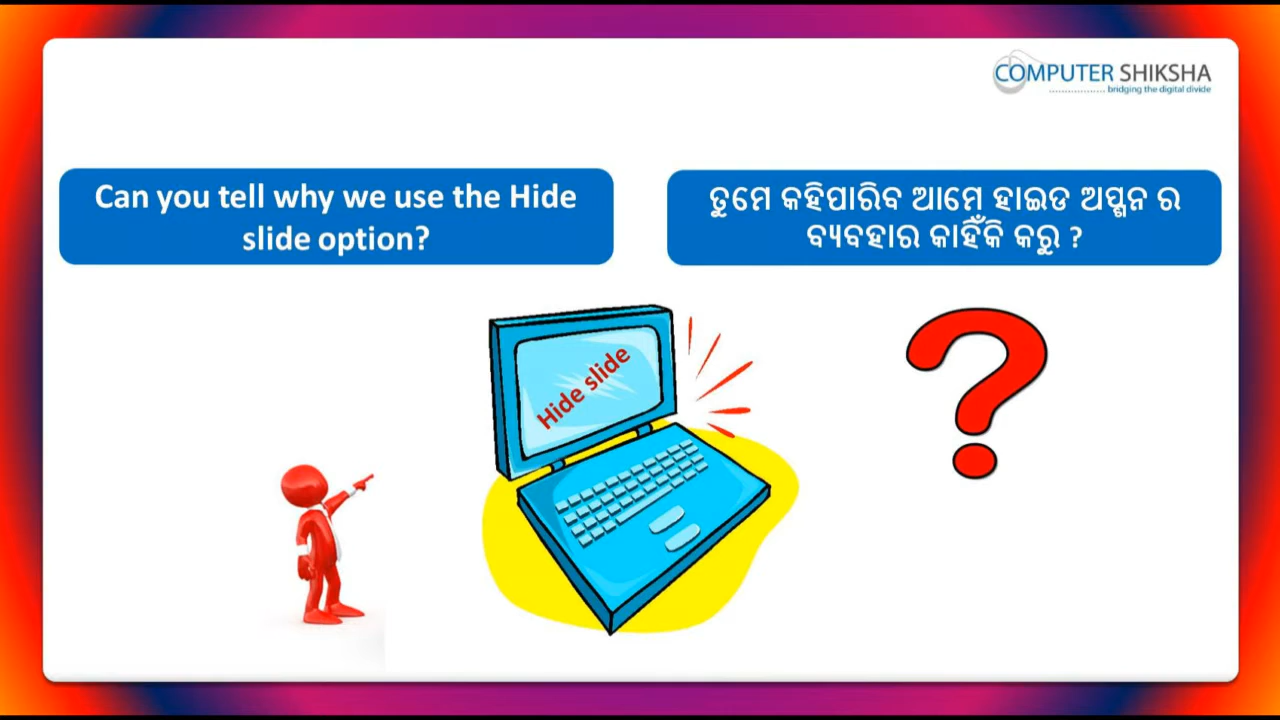 COMPUTER SHIKSHA
bridging the digital divide
Can you tell why we use the Hide
slide option?
ତୁମେ କହିପାରିବ ଆମେ ହାଇଡ ଅପ୍ସନ ର
ବ୍ୟବହାର କାହିଁକି କରୁ ?
Hide slide